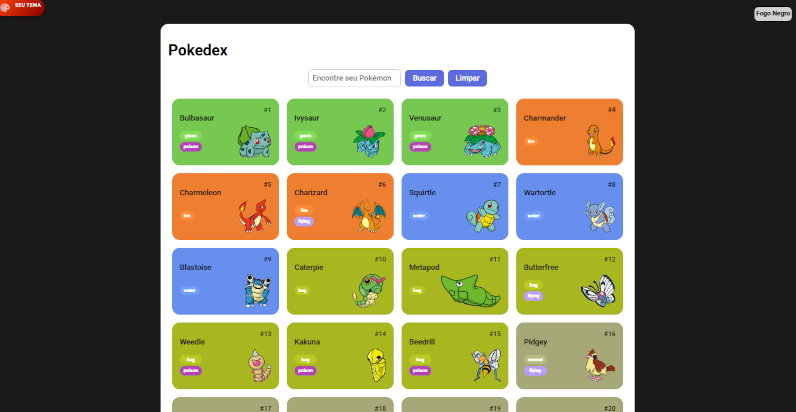 SEU TEMA
Fogo Negro
Pokedex
Encontre seu Pokémon
Buscar
Limpar
#1
Bulbasaur
grass
poison
#2
Ivysaur
grass
poison
#3
Venusaur
grass
poison
#4
Charmander
fire
#5
Charmeleon
fire
#6
Charizard
fire
flying
#7
Squirtle
water
#8
Wartortle
water
#9
Blastoise
water
#10
Caterpie
bug
#11
Metapod
bug
#12
Butterfree
bug
flying
#13
Weedle
bug
poison
#14
Kakuna
bug
poison
#15
Beedrill
bug
poison
#16
Pidgey
normal
flying
#17
#18
#19
#20